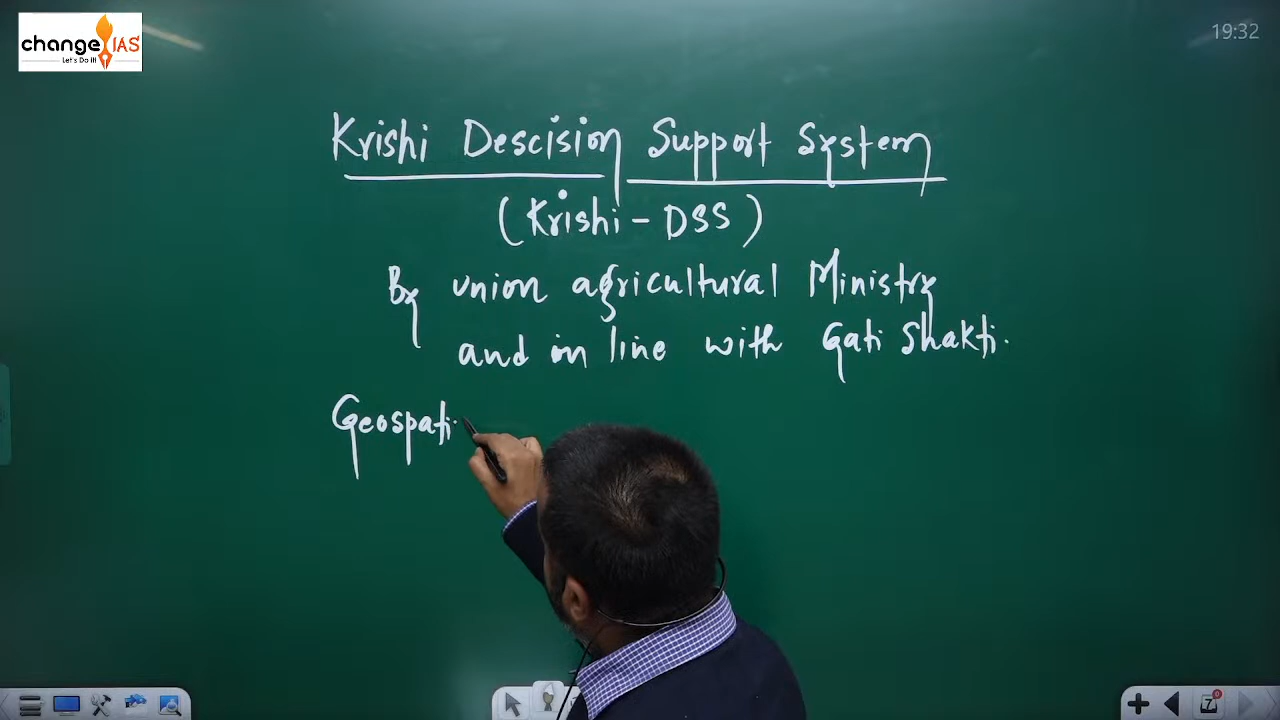 change IAS
Let's Do it!
19:32
Krishi Descision Support System
(Krishi - DSS)
By union agricultural Ministry
and in line with Gati Shakti.
Geospati
7